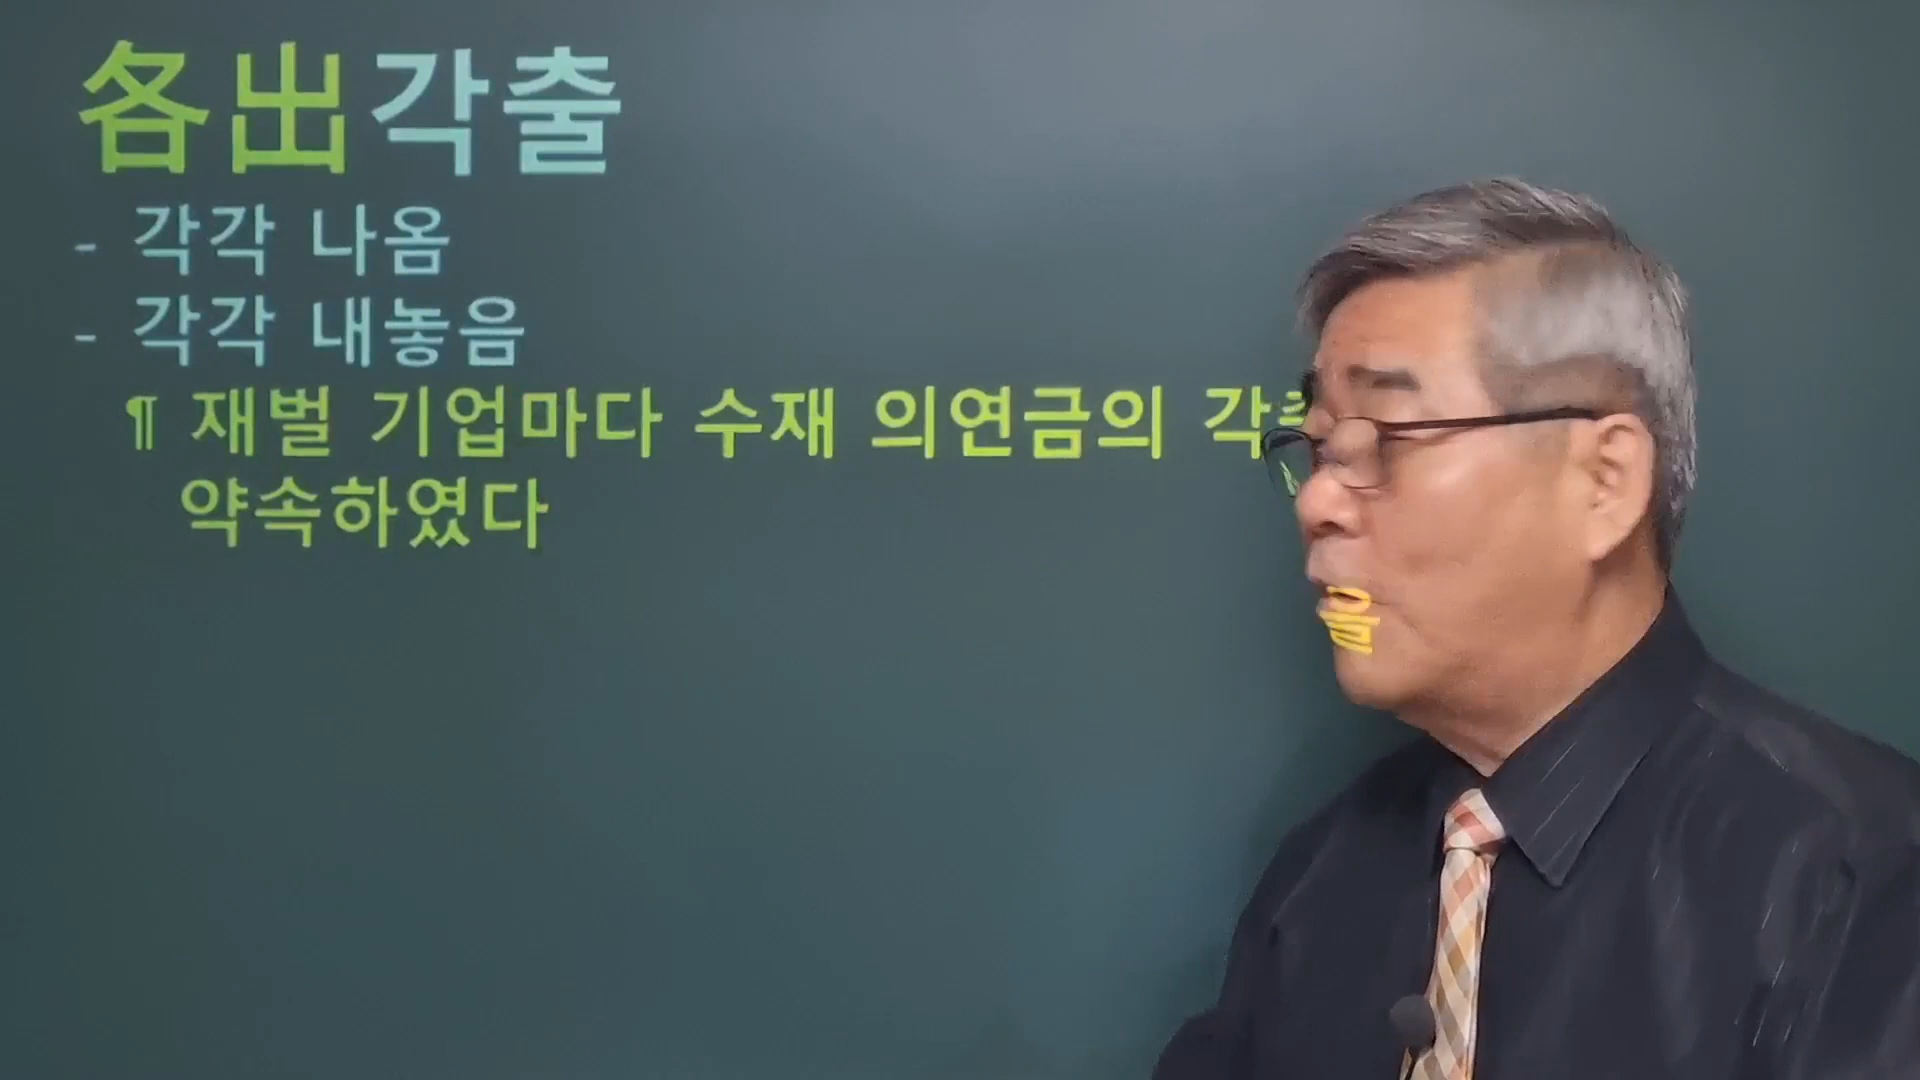 各出각출
- 각각 나옴
- 각각 내놓음
¶ 재벌 기업마다 수재 의연금의
약속하였다
을